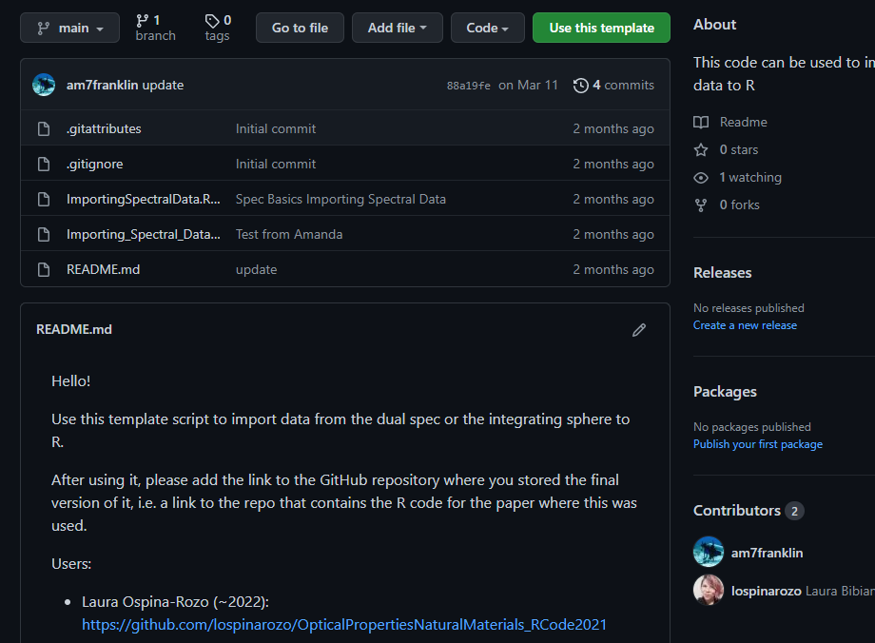 main
1 branch
0 tags
Go to file
Add file
Code
Use this template
am7franklin update
88a19fe on Mar 11
4 commits
.gitattributes
Initial commit
2 months ago
.gitignore
Initial commit
2 months ago
ImportingSpectralData.R...
Spec Basics Importing Spectral Data
2 months ago
Importing_Spectral_Data...
Test from Amanda
2 months ago
README.md
update
2 months ago
README.md
Hello!
Use this template script to import data from the dual spec or the integrating sphere to
R.
After using it, please add the link to the GitHub repository where you stored the final
version of it, i.e. a link to the repo that contains the R code for the paper where this was
used.
Users:
• Laura Ospina-Rozo (~2022):
https://github.com/lospinarozo/OpticalPropertiesNaturalMaterials_RCode2021
About
This code can be used to im
data to R
Readme
0 stars
1 watching
0 forks
Releases
No releases published
Create a new release
Packages
No packages published
Publish your first package
Contributors 2
am7franklin
lospinarozo Laura Bibian